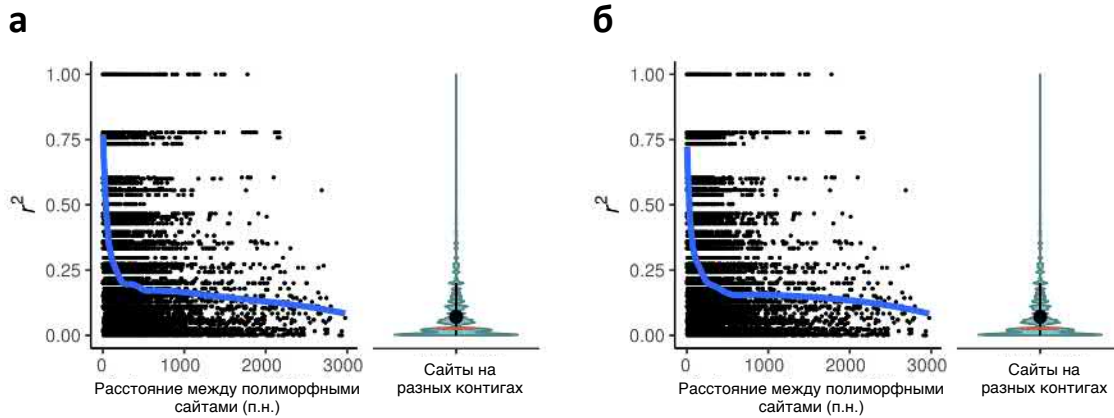 а
r²
1.00
0.75
0.50
0.25
0.00
0
1000
2000
3000
Расстояние между полиморфными
сайтами (п.н.)
Сайты на
разных контигах
б
r²
1.00
0.75
0.50
0.25
0.00
0
1000
2000
3000
Расстояние между полиморфными
сайтами (п.н.)
Сайты на
разных контигах